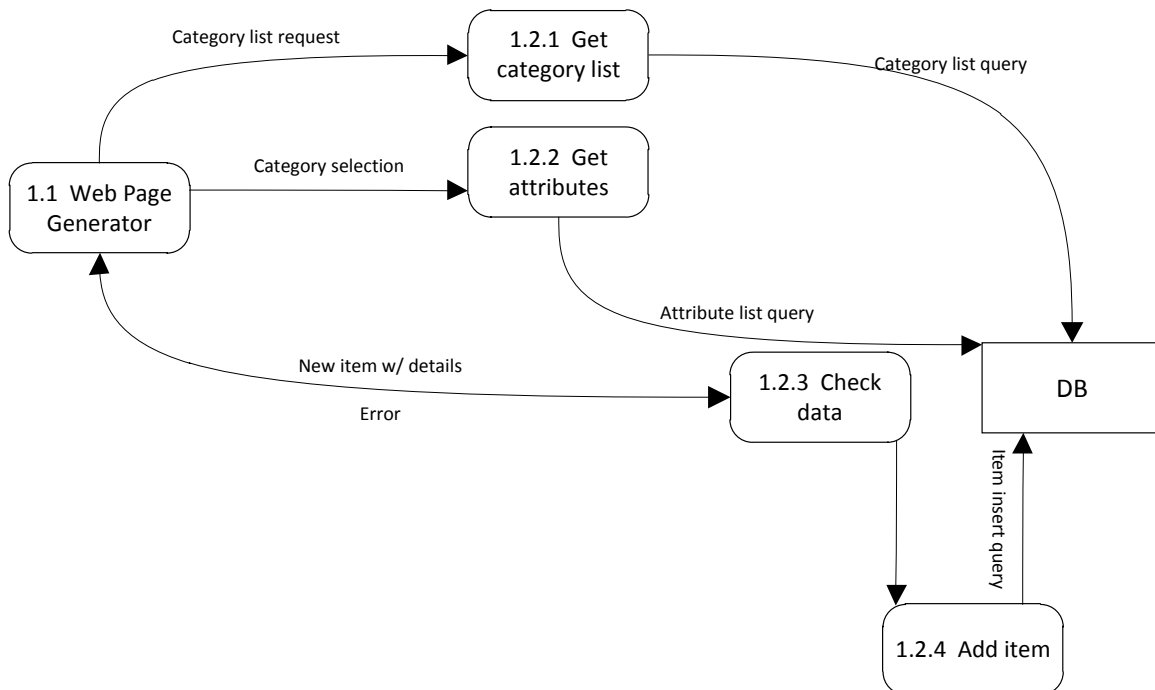 Category list request
1.2.1 Get
category list
Category list query
1.2.2 Get
attributes
Category selection
1.1 Web Page
Generator
Attribute list query
New item w/ details
Error
1.2.3 Check
data
DB
Item insert query
1.2.4 Add item